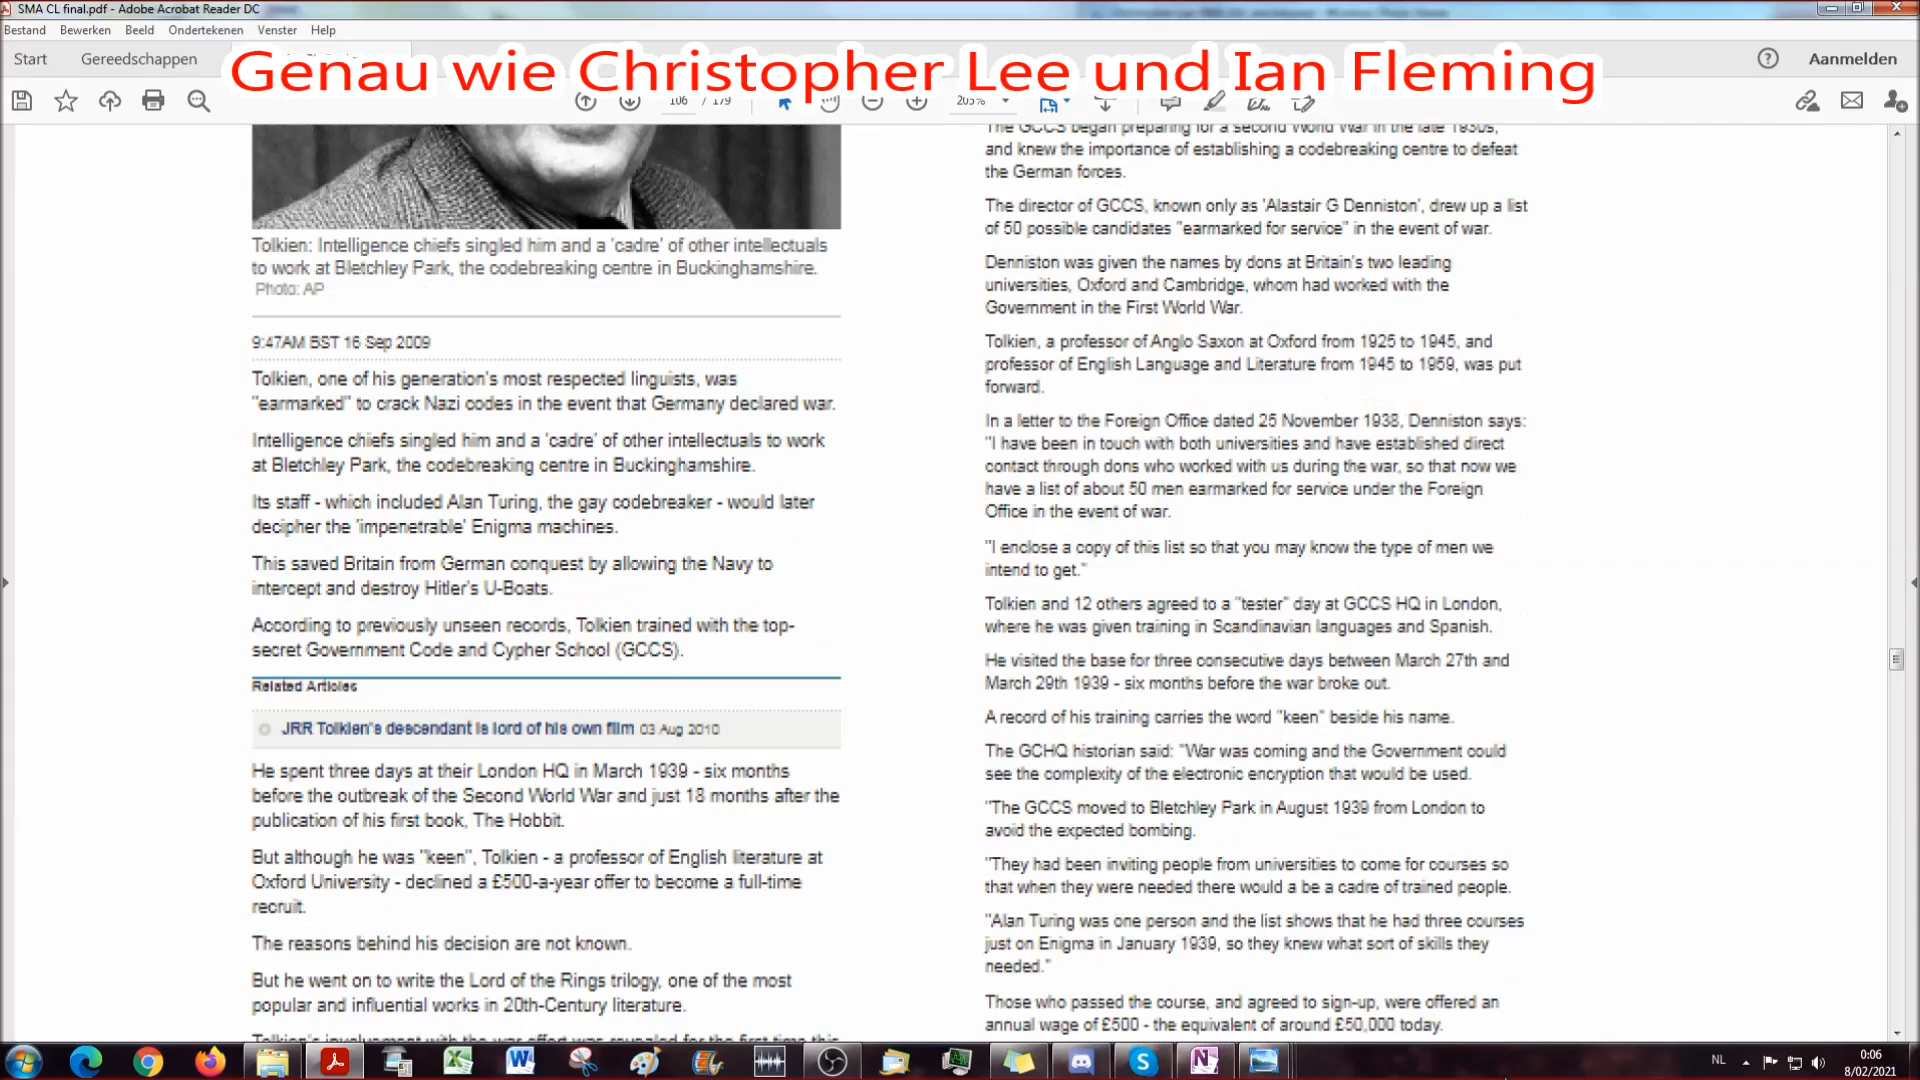 SMA CL final.pdf - Adobe Acrobat Reader DC
Bestand Bewerken Beeld Ondertekenen Venster Help
Start Gereedschappen
Aanmelden
Genau wie Christopher Lee und Ian Fleming
106 / 179
205%
Tolkien: Intelligence chiefs singled him and a 'cadre' of other intellectuals
to work at Bletchley Park, the codebreaking centre in Buckinghamshire.
Photo: AP
9:47AM BST 16 Sep 2009
Tolkien, one of his generation's most respected linguists, was
"earmarked" to crack Nazi codes in the event that Germany declared war.
Intelligence chiefs singled him and a 'cadre' of other intellectuals to work
at Bletchley Park, the codebreaking centre in Buckinghamshire.
Its staff - which included Alan Turing, the gay codebreaker - would later
decipher the 'impenetrable' Enigma machines.
This saved Britain from German conquest by allowing the Navy to
intercept and destroy Hitler's U-Boats.
According to previously unseen records, Tolkien trained with the top-
secret Government Code and Cypher School (GCCS).
Related Articles
JRR Tolkien's descendant is lord of his own film 03 Aug 2010
He spent three days at their London HQ in March 1939 - six months
before the outbreak of the Second World War and just 18 months after the
publication of his first book, The Hobbit.
But although he was "keen", Tolkien - a professor of English literature at
Oxford University - declined a £500-a-year offer to become a full-time
recruit.
The reasons behind his decision are not known.
But he went on to write the Lord of the Rings trilogy, one of the most
popular and influential works in 20th-Century literature.
Tolkien's involvement with the war effort was revealed for the first time this
The GCCS began preparing for a second World War in the late 1930s,
and knew the importance of establishing a codebreaking centre to defeat
the German forces.
The director of GCCS, known only as 'Alastair G Denniston', drew up a list
of 50 possible candidates "earmarked for service" in the event of war.
Denniston was given the names by dons at Britain's two leading
universities, Oxford and Cambridge, whom had worked with the
Government in the First World War.
Tolkien, a professor of Anglo Saxon at Oxford from 1925 to 1945, and
professor of English Language and Literature from 1945 to 1959, was put
forward.
In a letter to the Foreign Office dated 25 November 1938, Denniston says:
"I have been in touch with both universities and have established direct
contact through dons who worked with us during the war, so that now we
have a list of about 50 men earmarked for service under the Foreign
Office in the event of war.
"I enclose a copy of this list so that you may know the type of men we
intend to get."
Tolkien and 12 others agreed to a "tester" day at GCCS HQ in London,
where he was given training in Scandinavian languages and Spanish.
He visited the base for three consecutive days between March 27th and
March 29th 1939 - six months before the war broke out.
A record of his training carries the word "keen" beside his name.
The GCHQ historian said: "War was coming and the Government could
see the complexity of the electronic encryption that would be used.
"The GCCS moved to Bletchley Park in August 1939 from London to
avoid the expected bombing.
"They had been inviting people from universities to come for courses so
that when they were needed there would a be a cadre of trained people.
"Alan Turing was one person and the list shows that he had three courses
just on Enigma in January 1939, so they knew what sort of skills they
needed."
Those who passed the course, and agreed to sign-up, were offered an
annual wage of £500 - the equivalent of around £50,000 today.
NL
0:06
8/02/2021